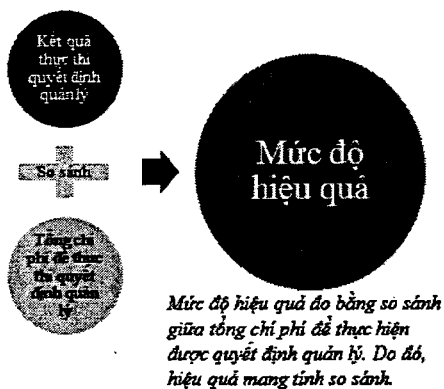 Kết quả
thực thi
quyết định
quản lý
So sánh
Tổng chi
phí để thực
thi quyết
định quản
lý
Mức độ
hiệu quả
Mức độ hiệu quả đo bằng so sánh
giữa tổng chí phí để thực hiện
được quyết định quản lý. Do đó,
hiệu quả mang tính so sánh.